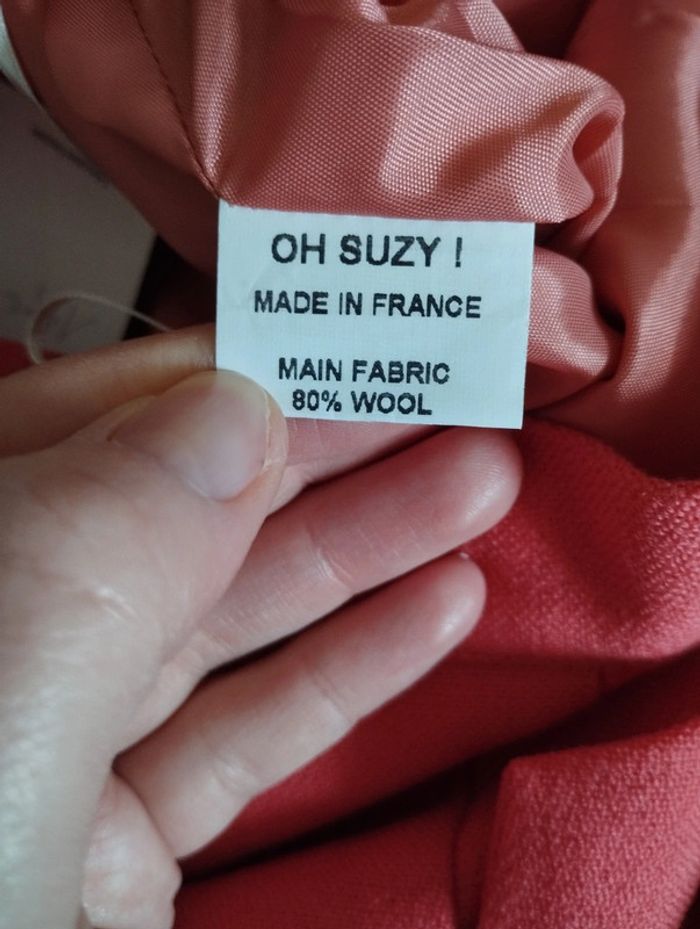 OH SUZY !
MADE IN FRANCE
MAIN FABRIC
80% WOOL